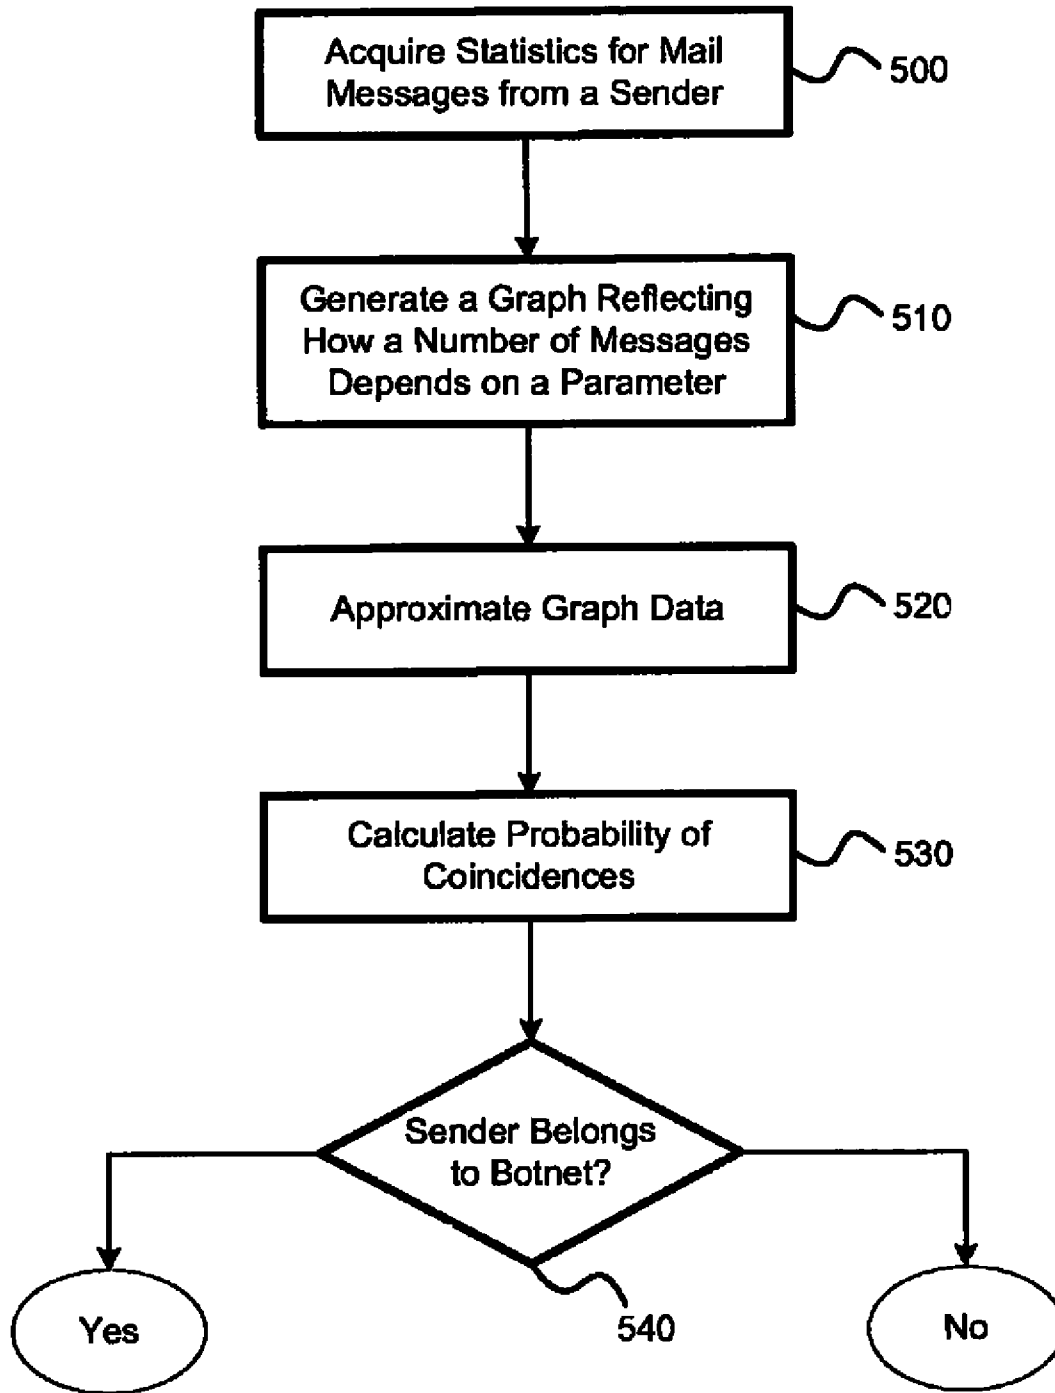 Acquire Statistics for Mail
Messages from a Sender
500
Generate a Graph Reflecting
How a Number of Messages
Depends on a Parameter
510
Approximate Graph Data
520
Calculate Probability of
Coincidences
530
Sender Belongs
to Botnet?
540
Yes
No